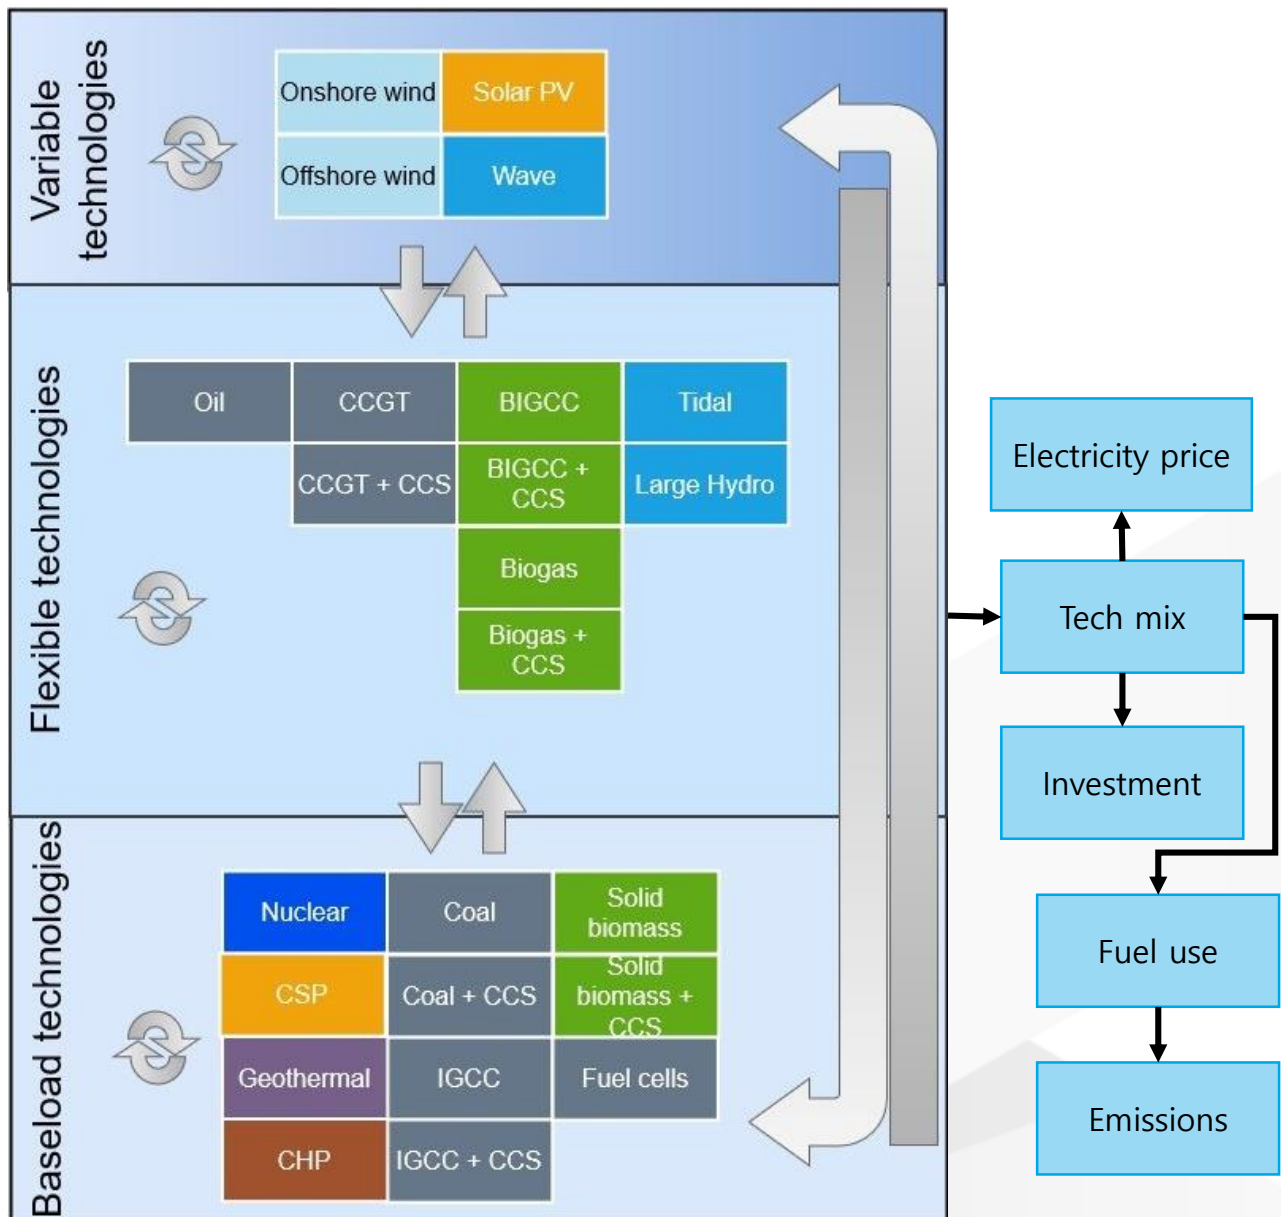 Variable
technologies
Onshore wind
Solar PV
Offshore wind
Wave
Flexible technologies
Oil
CCGT
BIGCC
Tidal
CCGT + CCS
BIGCC +
CCS
Large Hydro
Biogas
Biogas +
CCS
Baseload technologies
Nuclear
Coal
Solid
biomass
CSP
Coal + CCS
Solid
biomass +
CCS
Geothermal
IGCC
Fuel cells
CHP
IGCC + CCS
Electricity price
Tech mix
Investment
Fuel use
Emissions